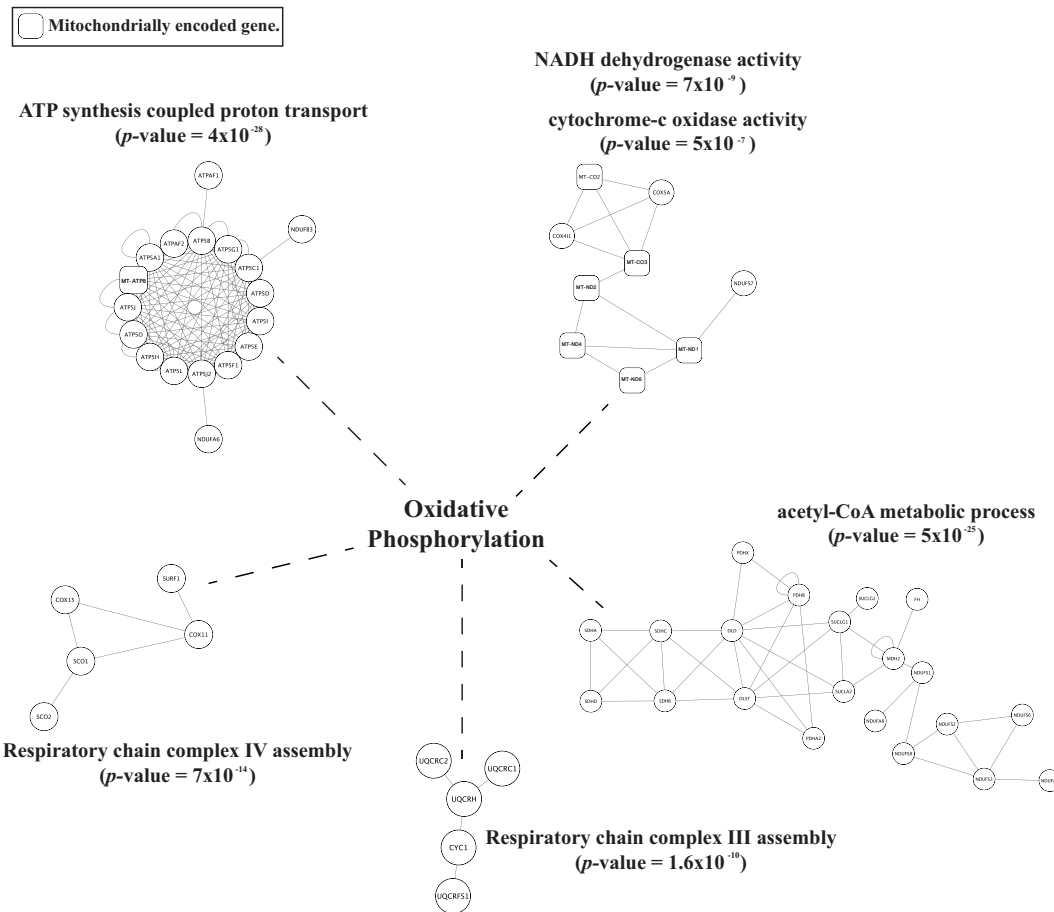 Mitochondrially encoded gene.
NADH dehydrogenase activity
(p-value = 7x10 -9)
cytochrome-c oxidase activity
(p-value = 5x10 -7)
MT-CO2
COX5A
COX4I1
MT-CO3
MT-ND2
NDUFS7
MT-ND4
MT-ND1
MT-ND6
ATP synthesis coupled proton transport
(p-value = 4x10 -28)
ATPAF1
NDUFB3
ATPAF2
ATP5B
ATP5G1
ATP5A1
ATP5C1
MT-ATP8
ATP5D
ATP5J
ATP5I
ATP5O
ATP5E
ATP5H
ATP5F1
ATP5L
ATP5J2
NDUFA6
Oxidative
Phosphorylation
acetyl-CoA metabolic process
(p-value = 5x10 -25)
PDHX
PDHB
SUCLG2
FH
SDHA
SDHC
DLD
SUCLG1
MDH2
NDUFS1
SDHD
SDHB
DLST
SUCLA2
NDUFA8
PDHA2
NDUFS8
NDUFS2
NDUFS6
NDUFS3
SURF1
COX15
COX11
SCO1
SCO2
Respiratory chain complex IV assembly
(p-value = 7x10 -14)
UQCRC2
UQCRC1
UQCRH
CYC1
UQCRFS1
Respiratory chain complex III assembly
(p-value = 1.6x10 -10)